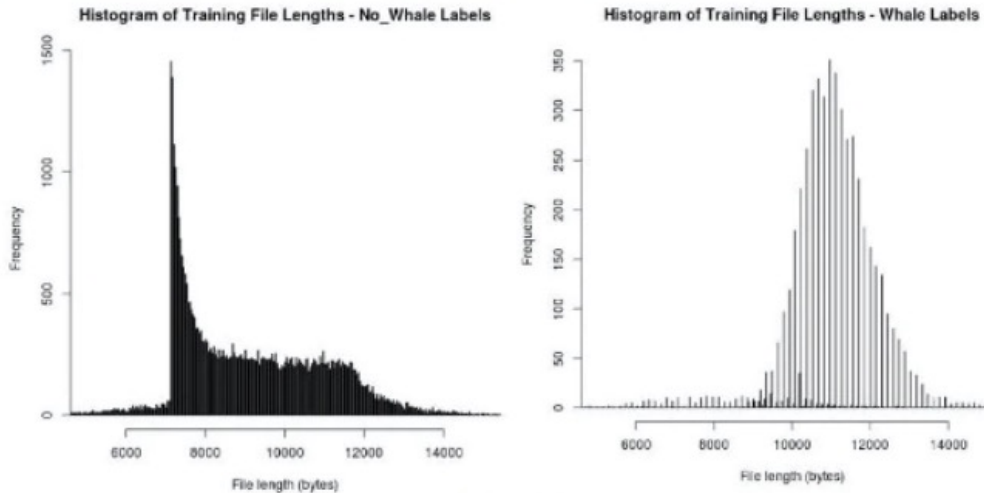 Histogram of Training File Lengths - No_Whale Labels
Frequency
1500
1000
500
0
6000 8000 10000 12000 14000
File length (bytes)
Histogram of Training File Lengths - Whale Labels
Frequency
350
300
250
200
150
100
50
0
6000 8000 10000 12000 14000
File length (bytes)